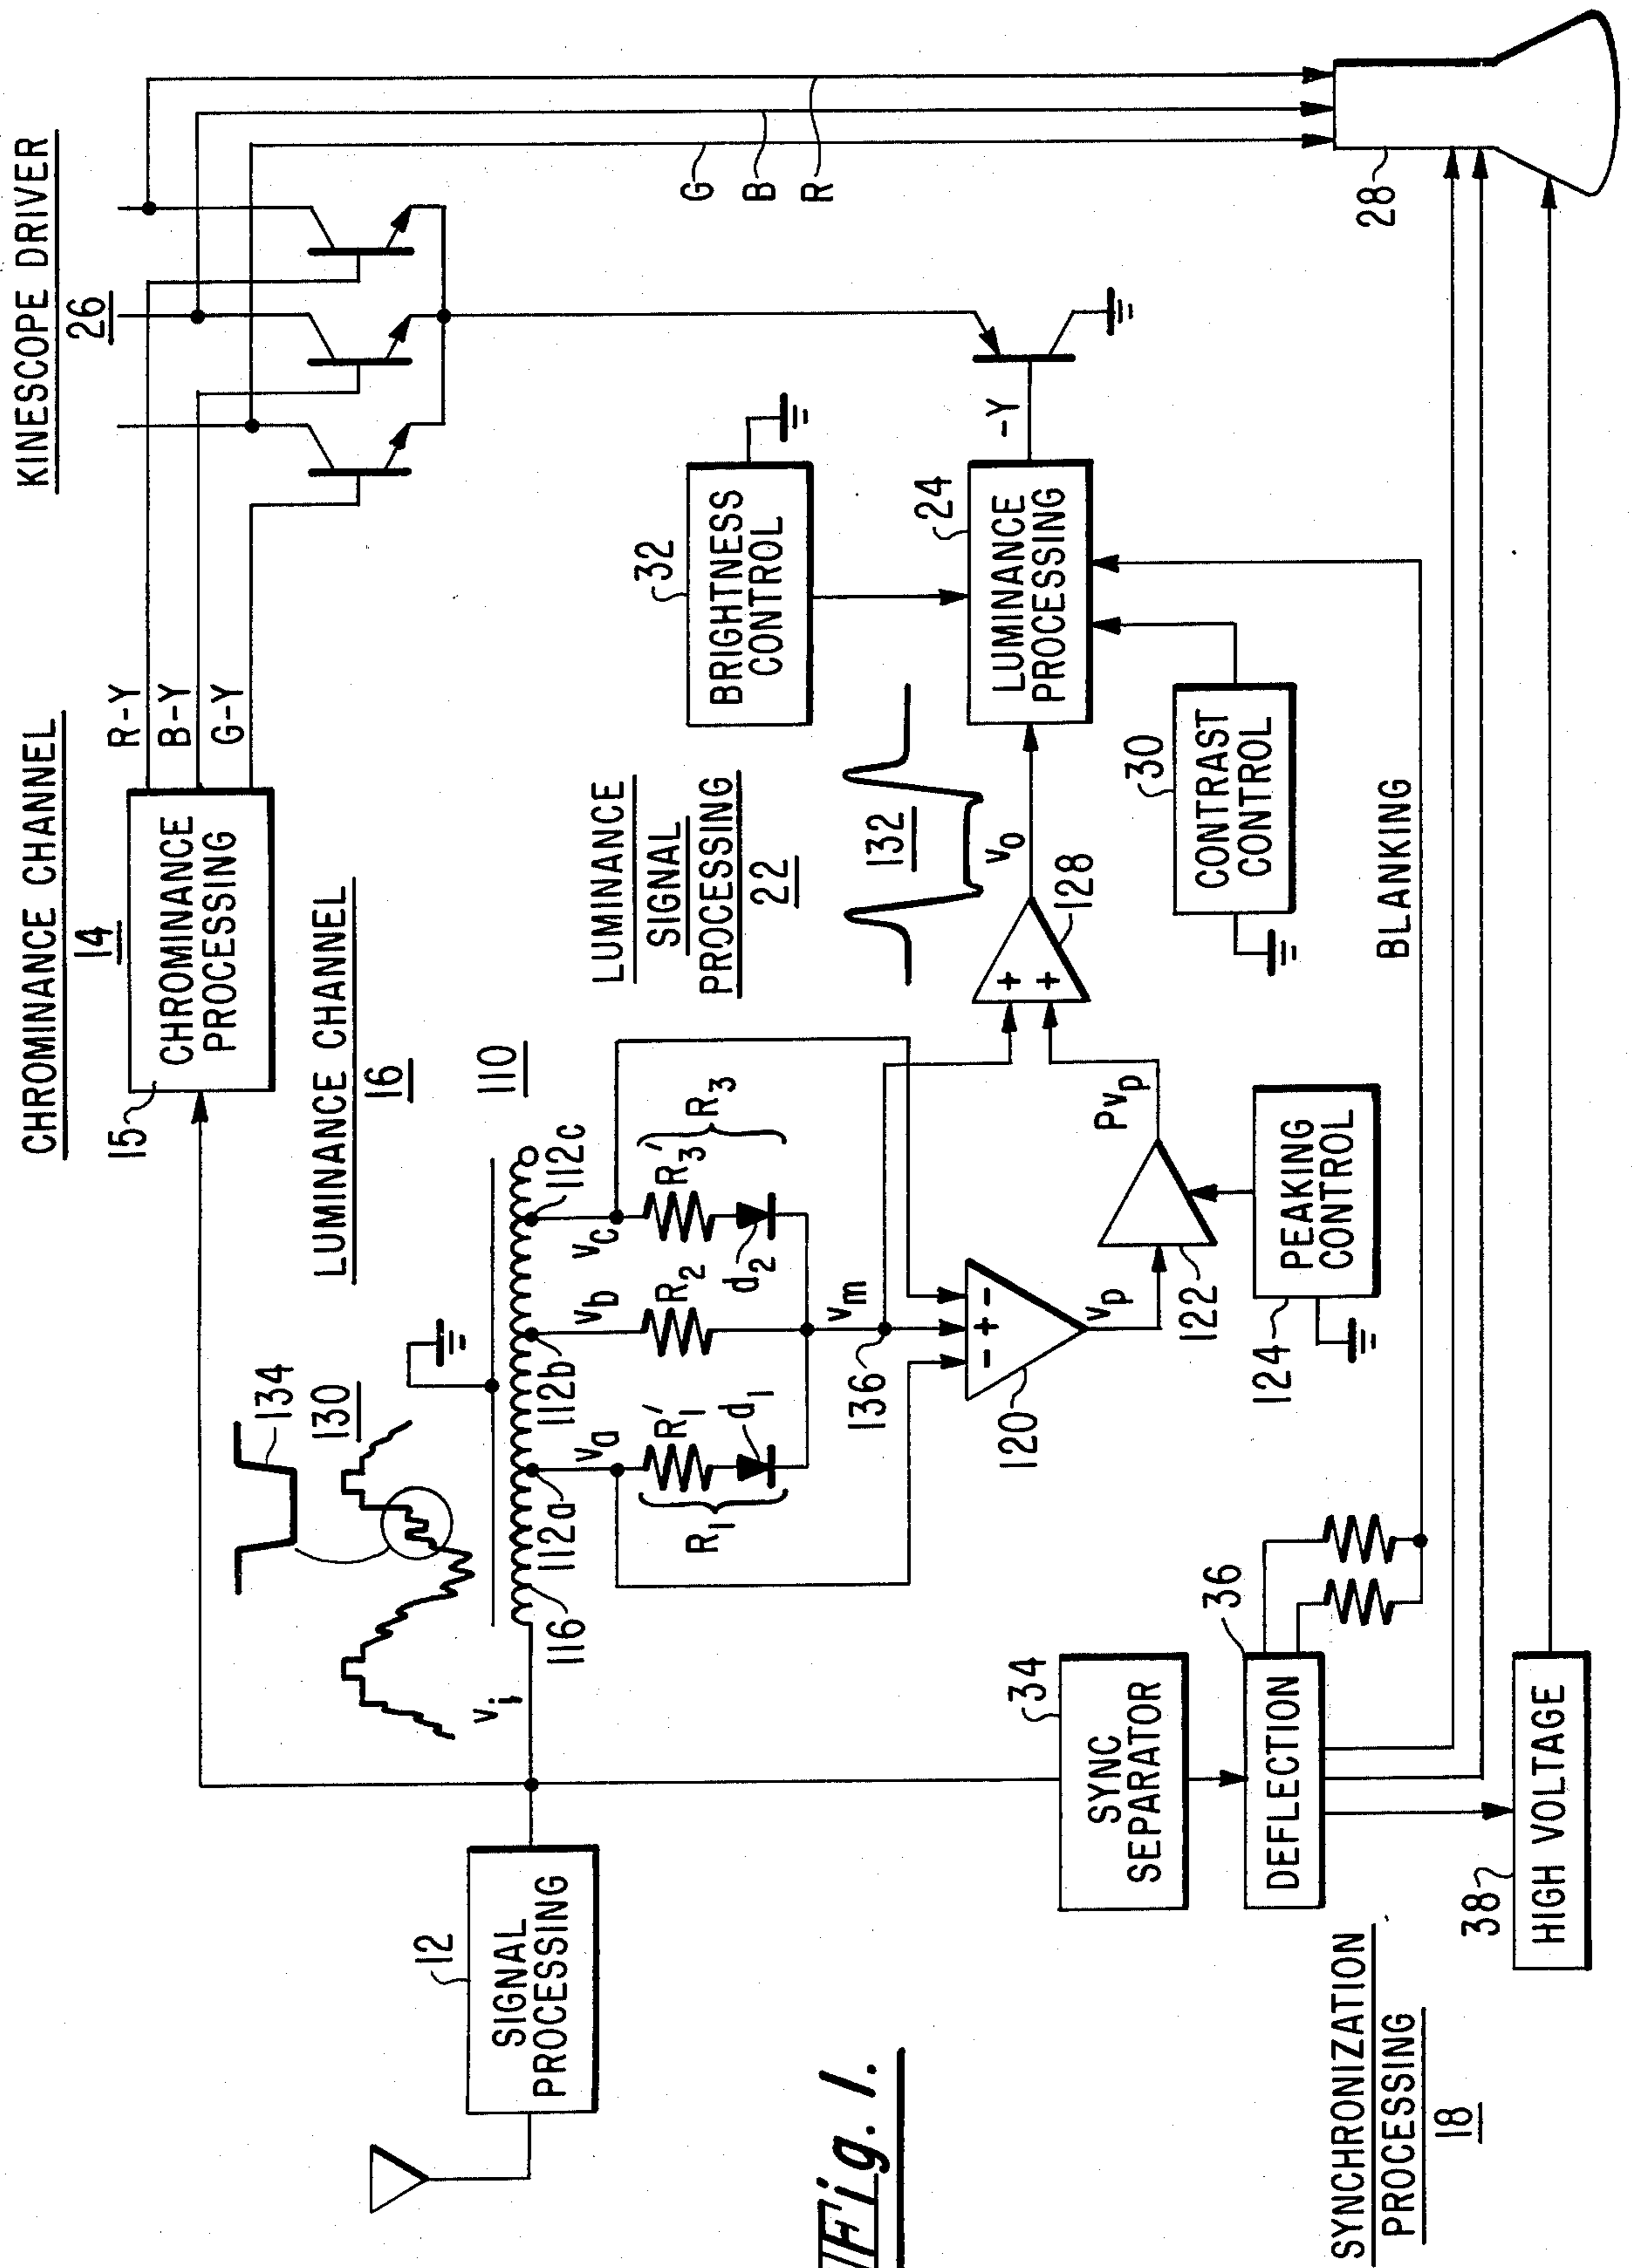 CHROMINANCE CHANNEL
14
15
CHROMINANCE
PROCESSING
R-Y
B-Y
G-Y
KINESCOPE DRIVER
26
LUMINANCE CHANNEL
16
134
130
110
vi
116
112a
112b
112c
va
vb
vc
R1'
d1
R1
R2
R3'
d2
R3
vm
136
120
vp
122
Pvp
124
PEAKING
CONTROL
LUMINANCE
SIGNAL
PROCESSING
22
132
vo
128
32
BRIGHTNESS
CONTROL
24
LUMINANCE
PROCESSING
-Y
30
CONTRAST
CONTROL
BLANKING
G
B
R
28
12
SIGNAL
PROCESSING
34
SYNC
SEPARATOR
36
DEFLECTION
38
HIGH VOLTAGE
SYNCHRONIZATION
PROCESSING
18
Fig. 1.